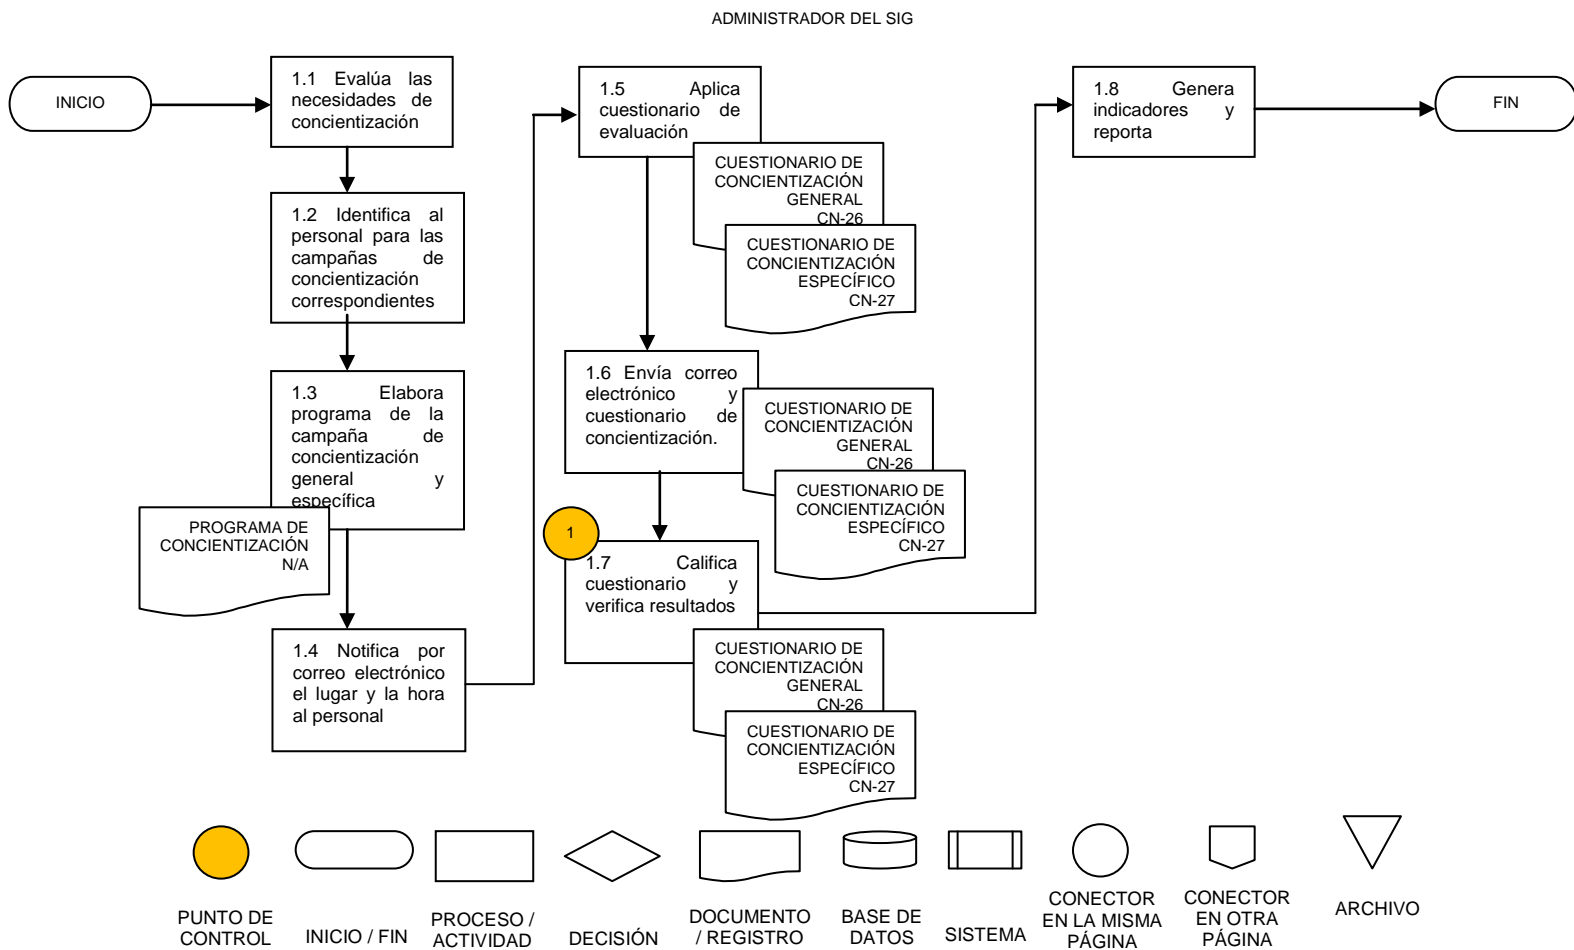 ADMINISTRADOR DEL SIG
INICIO
1.1 Evalúa las
necesidades de
concientización
1.2 Identifica al
personal para las
campañas de
concientización
correspondientes
1.3 Elabora
programa de la
campaña de
concientización
general y
específica
PROGRAMA DE
CONCIENTIZACIÓN
N/A
1.4 Notifica por
correo electrónico
el lugar y la hora
al personal
1.5 Aplica
cuestionario de
evaluación
CUESTIONARIO DE
CONCIENTIZACIÓN
GENERAL
CN-26
CUESTIONARIO DE
CONCIENTIZACIÓN
ESPECÍFICO
CN-27
1.6 Envía correo
electrónico y
cuestionario de
concientización.
CUESTIONARIO DE
CONCIENTIZACIÓN
GENERAL
CN-26
CUESTIONARIO DE
CONCIENTIZACIÓN
ESPECÍFICO
CN-27
1
1.7 Califica
cuestionario y
verifica resultados
CUESTIONARIO DE
CONCIENTIZACIÓN
GENERAL
CN-26
CUESTIONARIO DE
CONCIENTIZACIÓN
ESPECÍFICO
CN-27
1.8 Genera
indicadores y
reporta
FIN
PUNTO DE
CONTROL
INICIO / FIN
PROCESO /
ACTIVIDAD
DECISIÓN
DOCUMENTO
/ REGISTRO
BASE DE
DATOS
SISTEMA
CONECTOR
EN LA MISMA
PÁGINA
CONECTOR
EN OTRA
PÁGINA
ARCHIVO